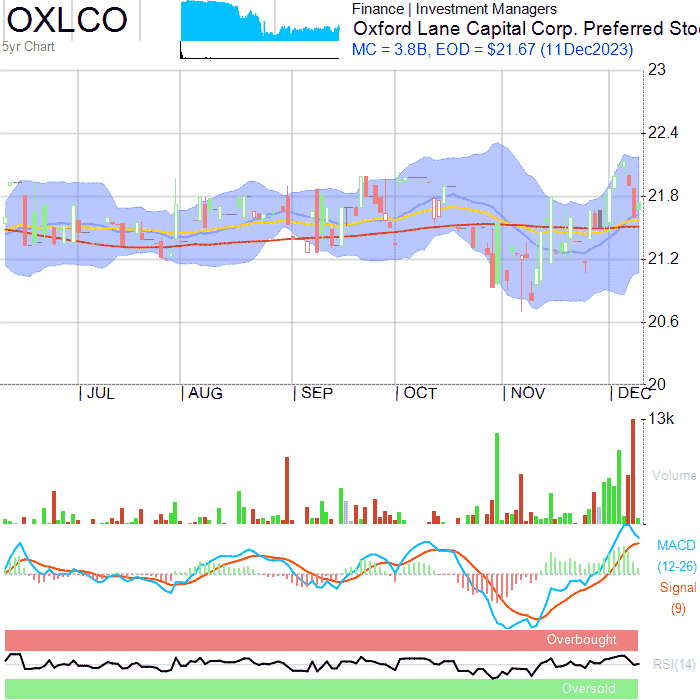 OXLCO
5yr Chart
Finance | Investment Managers
Oxford Lane Capital Corp. Preferred Sto
MC = 3.8B, EOD = $21.67 (11Dec2023)
23
22.4
21.8
21.2
20.6
20
JUL AUG SEP OCT NOV DEC
13k
Volume
MACD
(12-26)
Signal
(9)
Overbought
RSI(14)
Oversold